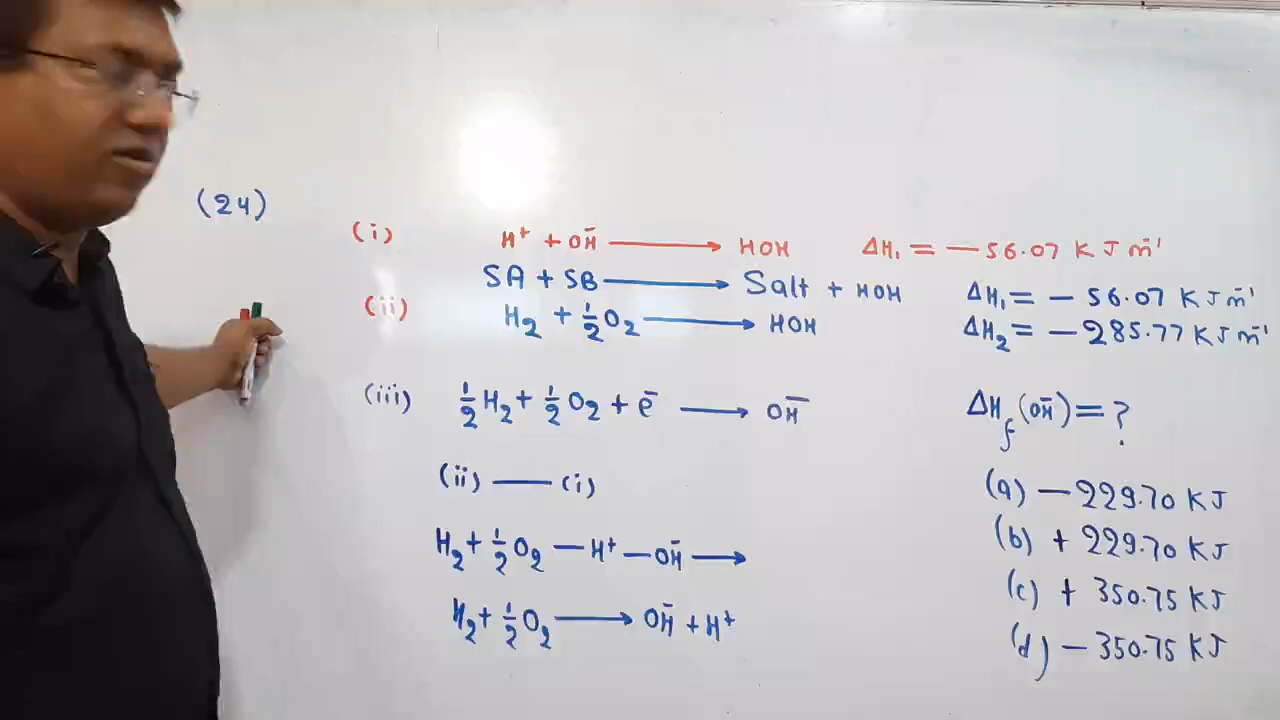 (24)
(i) H⁺ + OH̄ ⟶ HOH ΔH₁ = −56.07 KJ m̄¹
SA + SB ⟶ Salt + HOH ΔH₁ = −56.07 KJ m̄¹
(ii) H₂ + ½O₂ ⟶ HOH ΔH₂ = −285.77 KJ m̄¹
(iii) ½H₂ + ½O₂ + ē ⟶ OH̄ ΔHf(OH̄) = ?
(ii) — (i)
(a) −229.70 KJ
H₂ + ½O₂ − H⁺ − OH̄ ⟶
(b) +229.70 KJ
(c) +350.75 KJ
H₂ + ½O₂ ⟶ OH̄ + H⁺
(d) −350.75 KJ